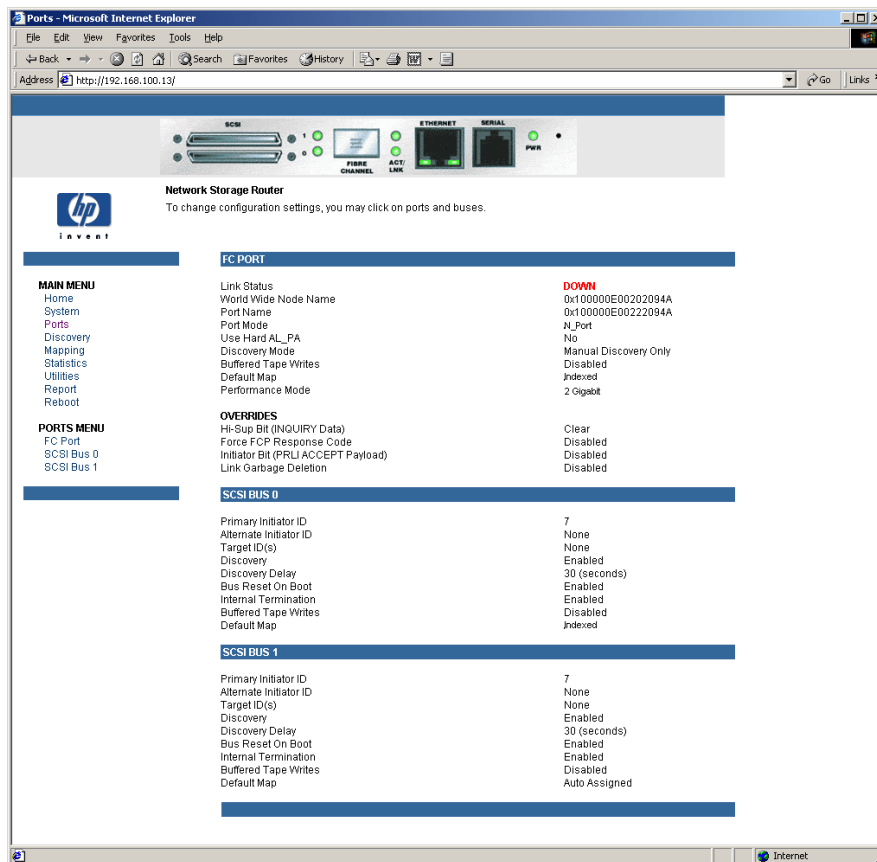 Ports - Microsoft Internet Explorer
File Edit View Favorites Tools Help
Back Search Favorites History
Address http://192.168.100.13/ Go Links
SCSI ETHERNET SERIAL
1
0
FIBRE CHANNEL ACT/LNK PWR
hp
invent
Network Storage Router
To change configuration settings, you may click on ports and buses.
MAIN MENU
Home
System
Ports
Discovery
Mapping
Statistics
Utilities
Report
Reboot
PORTS MENU
FC Port
SCSI Bus 0
SCSI Bus 1
FC PORT
Link Status DOWN
World Wide Node Name 0x100000E00202094A
Port Name 0x100000E00222094A
Port Mode N_Port
Use Hard AL_PA No
Discovery Mode Manual Discovery Only
Buffered Tape Writes Disabled
Default Map Indexed
Performance Mode 2 Gigabit
OVERRIDES
Hi-Sup Bit (INQUIRY Data) Clear
Force FCP Response Code Disabled
Initiator Bit (PRLI ACCEPT Payload) Disabled
Link Garbage Deletion Disabled
SCSI BUS 0
Primary Initiator ID 7
Alternate Initiator ID None
Target ID(s) None
Discovery Enabled
Discovery Delay 30 (seconds)
Bus Reset On Boot Enabled
Internal Termination Enabled
Buffered Tape Writes Disabled
Default Map Indexed
SCSI BUS 1
Primary Initiator ID 7
Alternate Initiator ID None
Target ID(s) None
Discovery Enabled
Discovery Delay 30 (seconds)
Bus Reset On Boot Enabled
Internal Termination Enabled
Buffered Tape Writes Disabled
Default Map Auto Assigned
Internet